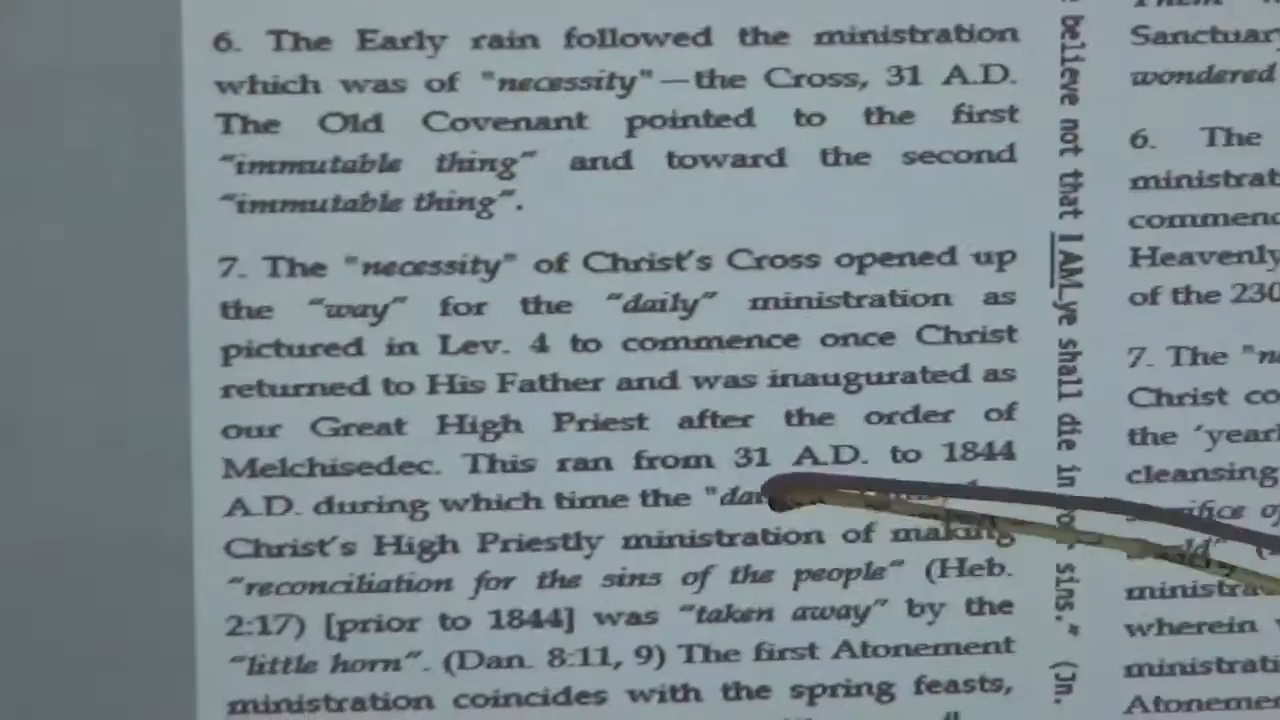 6. The Early rain followed the ministration
which was of "necessity"—the Cross, 31 A.D.
The Old Covenant pointed to the first
"immutable thing" and toward the second
"immutable thing".
7. The "necessity" of Christ's Cross opened up
the "way" for the "daily" ministration as
pictured in Lev. 4 to commence once Christ
returned to His Father and was inaugurated as
our Great High Priest after the order of
Melchisedec. This ran from 31 A.D. to 1844
A.D. during which time the
Christ's High Priestly ministration of making
"reconciliation for the sins of the people" (Heb.
2:17) [prior to 1844] was "taken away" by the
"little horn". (Dan. 8:11, 9) The first Atonement
ministration coincides with the spring feasts,
believe not that I AM ye shall die in sins." (Jn.
Sanctuary
wondered
6. The
ministrat
commenc
Heavenly
of the 230
7. The "n
Christ co
the 'year
cleansing
ministra
wherein
ministrati
Atoneme